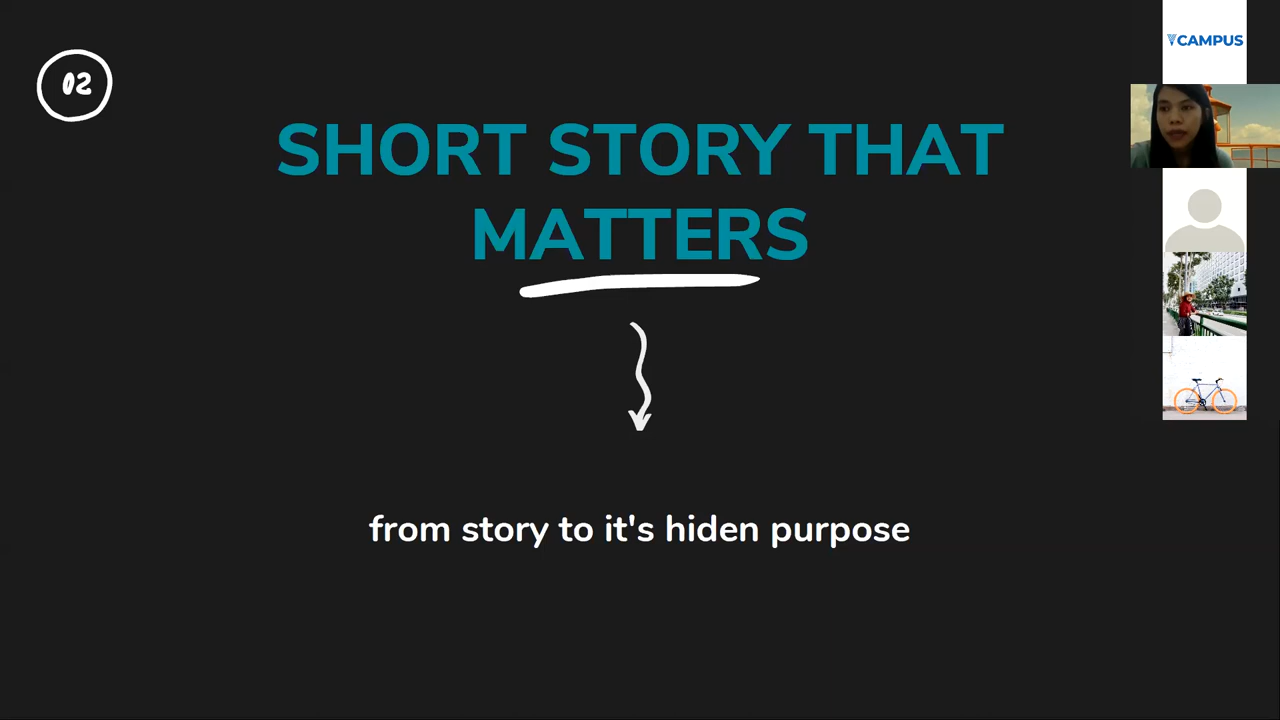 02
CAMPUS
SHORT STORY THAT
MATTERS
from story to it's hiden purpose